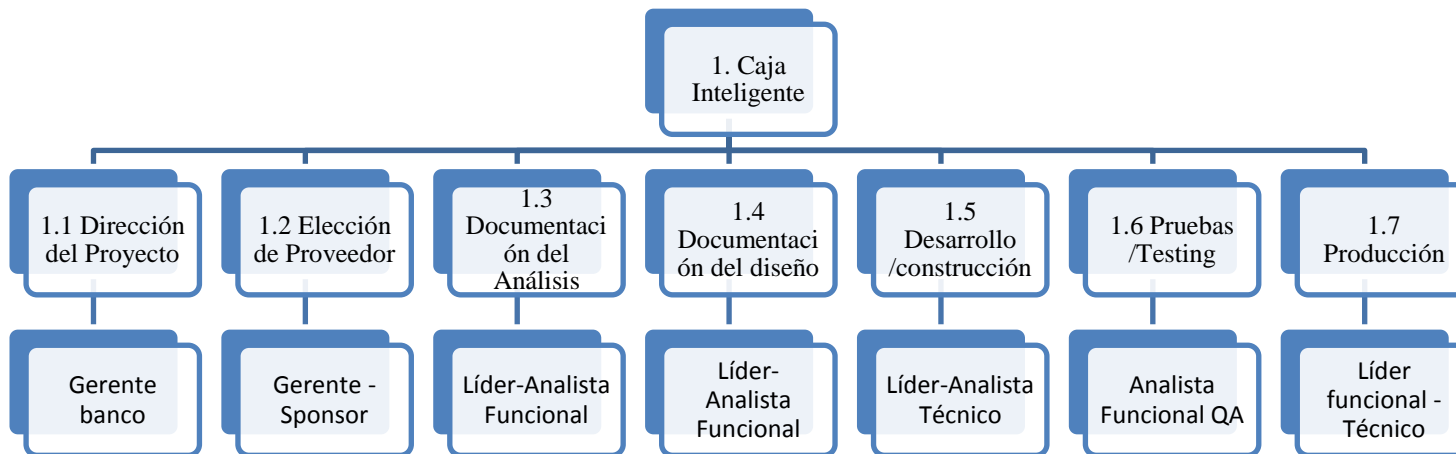 1. Caja
Inteligente
1.1 Dirección
del Proyecto
1.2 Elección
de Proveedor
1.3
Documentaci
ón del
Análisis
1.4
Documentaci
ón del diseño
1.5
Desarrollo
/construcción
1.6 Pruebas
/Testing
1.7
Producción
Gerente
banco
Gerente -
Sponsor
Líder-Analista
Funcional
Líder-
Analista
Funcional
Líder-Analista
Técnico
Analista
Funcional QA
Líder
funcional -
Técnico